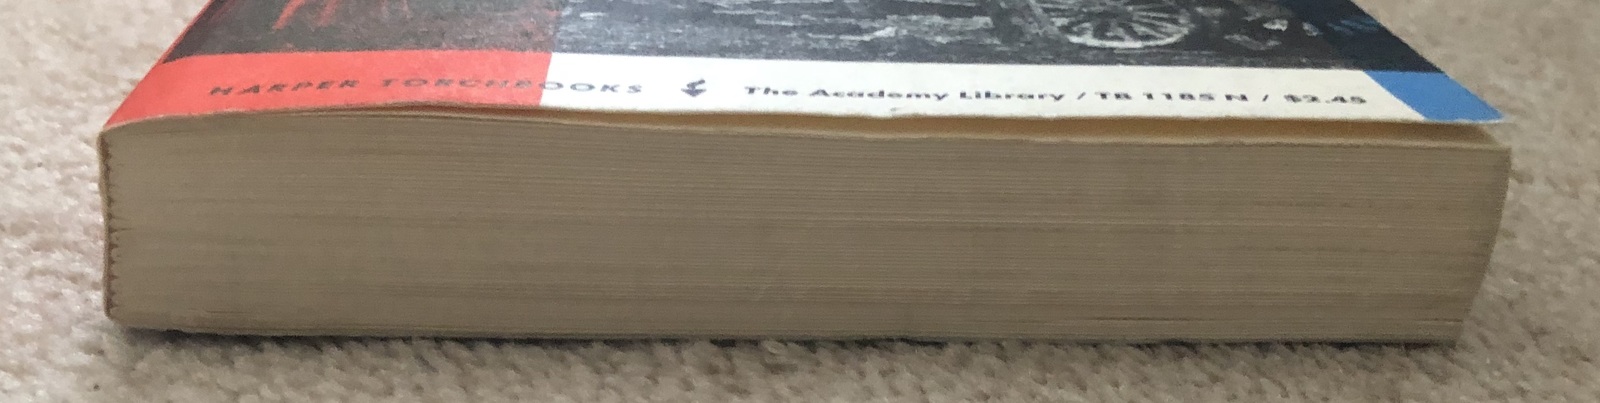 HARPER TORCHBOOKS The Academy Library / TB 1185 N / $2.45